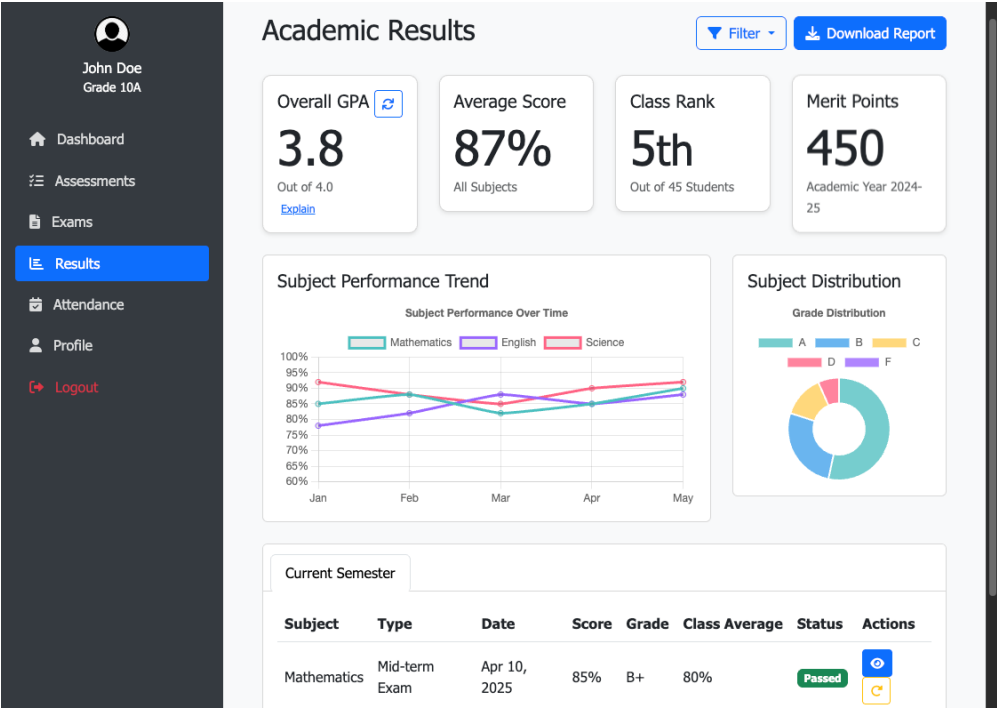 John Doe
Grade 10A
Dashboard
Assessments
Exams
Results
Attendance
Profile
Logout
Academic Results
Filter
Download Report
Overall GPA
3.8
Out of 4.0
Explain
Average Score
87%
All Subjects
Class Rank
5th
Out of 45 Students
Merit Points
450
Academic Year 2024-
25
Subject Performance Trend
Subject Performance Over Time
Mathematics English Science
100%
95%
90%
85%
80%
75%
70%
65%
60%
Jan Feb Mar Apr May
Subject Distribution
Grade Distribution
A B C
D F
Current Semester
Subject Type Date Score Grade Class Average Status Actions
Mathematics Mid-term Apr 10, 85% B+ 80% Passed
Exam 2025